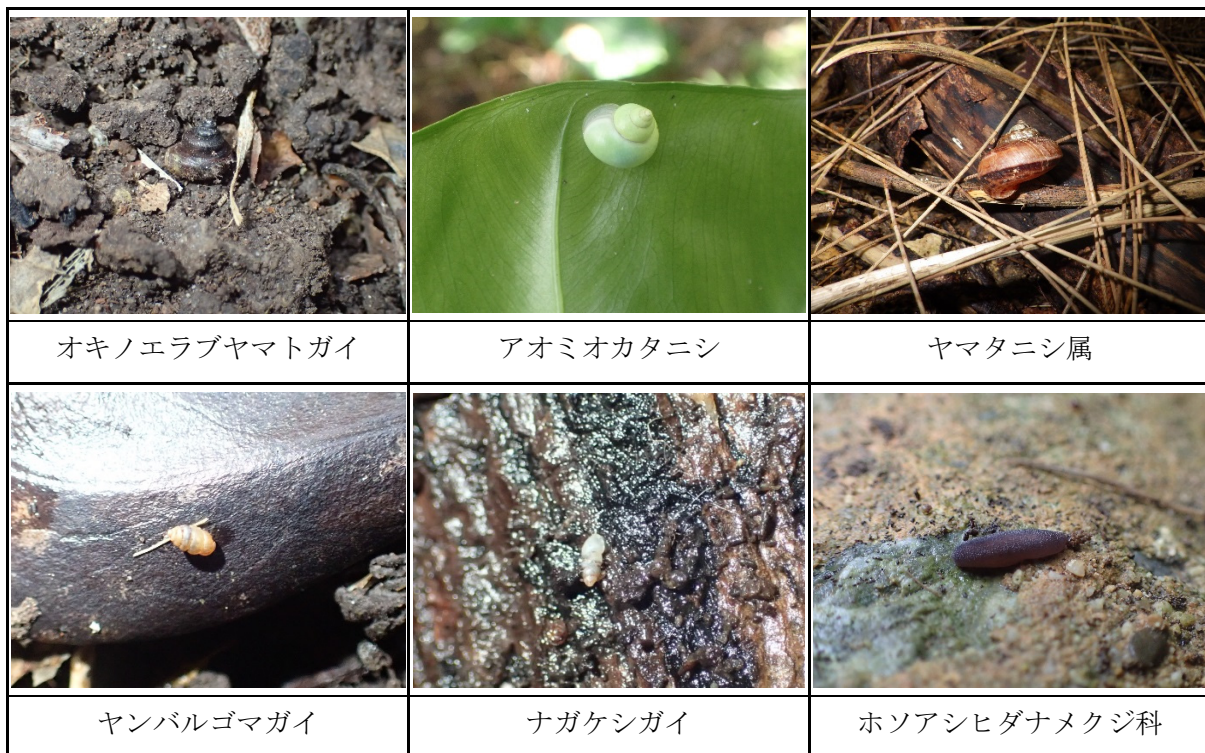 オキノエラブヤマトガイ
アオミオカタニシ
ヤマタニシ属
ヤンバルゴマガイ
ナガケシガイ
ホソアシヒダナメクジ科